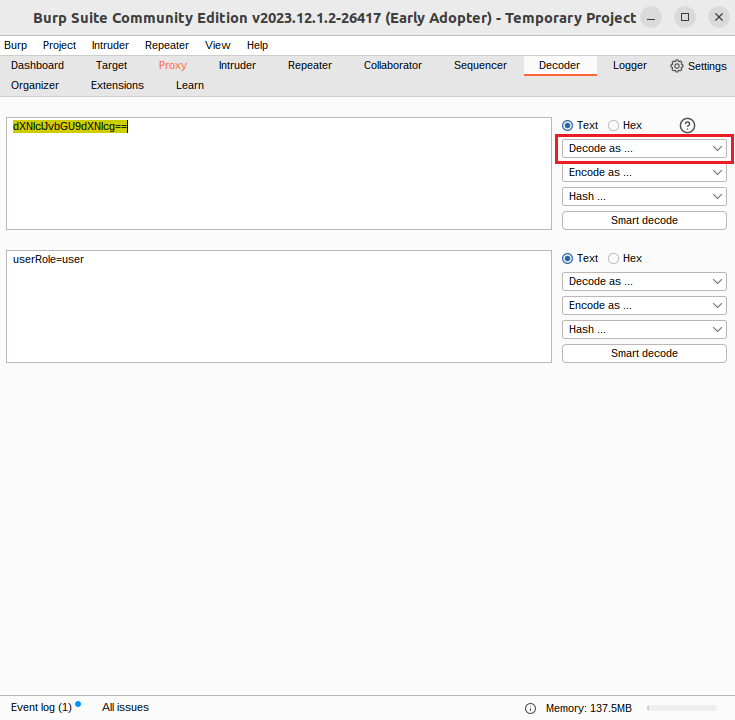 Burp Suite Community Edition v2023.12.1.2-26417 (Early Adopter) - Temporary Project
Burp Project Intruder Repeater View Help
Dashboard Target Proxy Intruder Repeater Collaborator Sequencer Decoder Logger Settings
Organizer Extensions Learn
dXNlclJvbGU9dXNlcg==
Text Hex ?
Decode as ...
Encode as ...
Hash ...
Smart decode
userRole=user
Text Hex
Decode as ...
Encode as ...
Hash ...
Smart decode
Event log (1) All issues Memory: 137.5MB